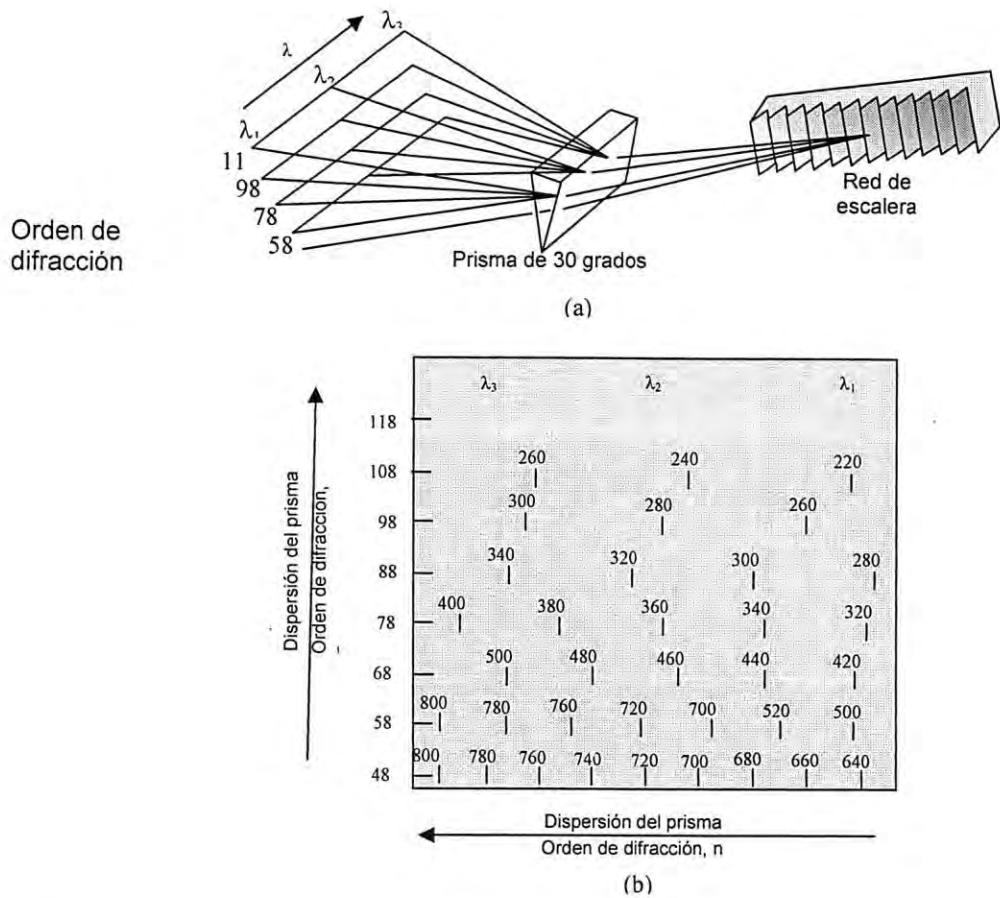 λ₃
λ
λ₂
λ₁
11
98
78
58
Orden de
difracción
Prisma de 30 grados
Red de
escalera
(a)
λ₃ λ₂ λ₁
118
260 240 220
108
300 280 260
98
340 320 300 280
88
400 380 360 340 320
78
500 480 460 440 420
68
800 780 760 720 700 520 500
58
800 780 760 740 720 700 680 660 640
48
Dispersión del prisma
Orden de difracción,
Dispersión del prisma
Orden de difracción, n
(b)